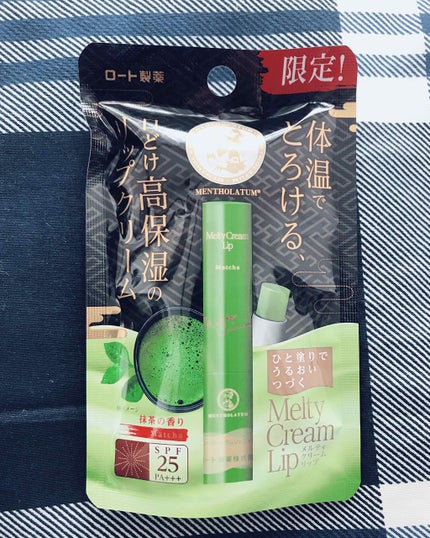 ロート製薬
限定!
MENTHOLATUM®
体温で
とろける、
口どけ高保湿の
リップクリーム
Melty Cream
Lip
Matcha
抹茶の香り
Matcha
SPF
25
PA+++
MENTHOLATUM
ひと塗りで
うるおい
つづく
Melty
Cream
Lip
メルティ
クリーム
リップ